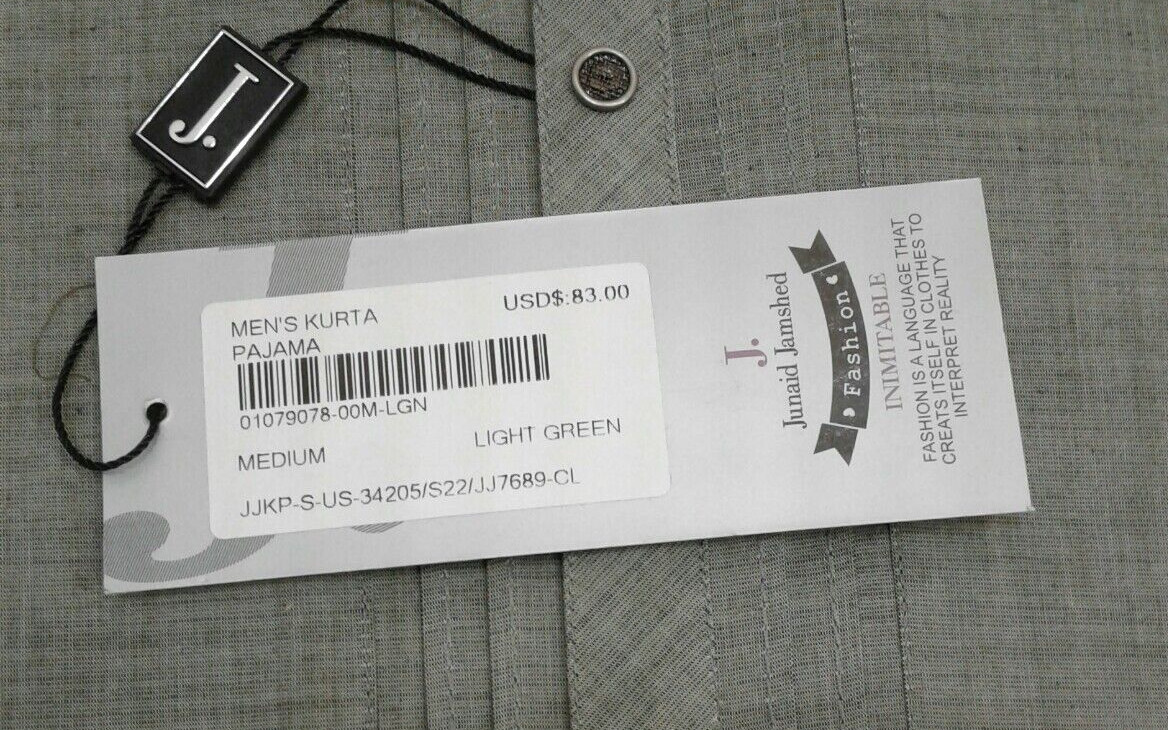 J.
MEN'S KURTA
PAJAMA
USD$:83.00
01079078-00M-LGN
MEDIUM
LIGHT GREEN
JJKP-S-US-34205/S22/JJ7689-CL
J.
Junaid Jamshed
Fashion
INIMITABLE
FASHION IS A LANGUAGE THAT
CREATS ITSELF IN CLOTHES TO
INTERPRET REALITY